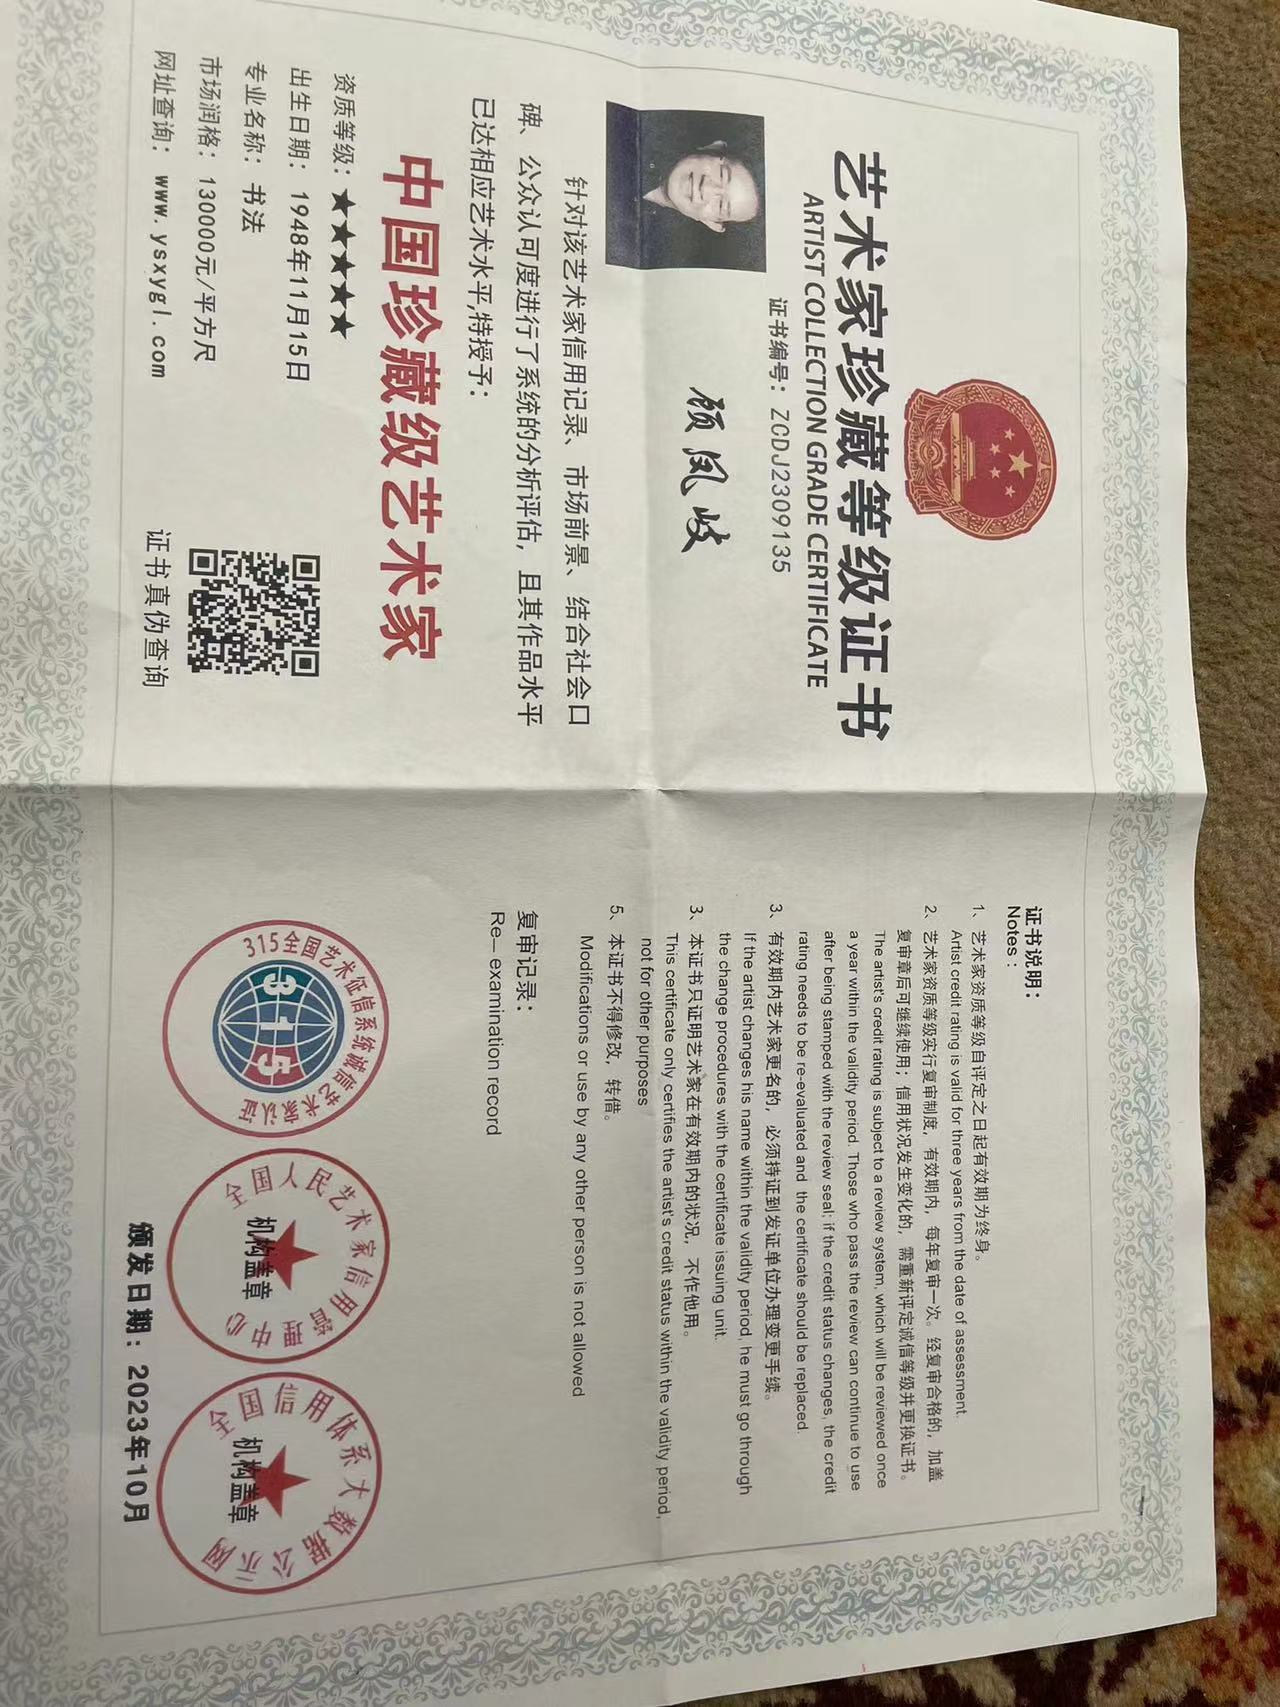 艺术家珍藏等级证书
ARTIST COLLECTION GRADE CERTIFICATE
证书编号：ZCDJ2309135
顾凤岐
针对该艺术家信用记录、市场前景、结合社会口
碑、公众认可度进行了系统的分析评估，且其作品水平
已达相应艺术水平,特授予：
中国珍藏级艺术家
资质等级：★★★★★
出生日期：1948年11月15日
专业名称：书法
市场润格：13000元/平方尺
网址查询：www.ysxygl.com
证书真伪查询
证书说明：
Notes：
1、艺术家资质等级自评定之日起有效期为终身。
Artist credit rating is valid for three years from the date of assessment.
2、艺术家资质等级实行复审制度，有效期内，每年复审一次。经复审合格的，加盖
复审章后可继续使用；信用状况发生变化的，需重新评定诚信等级并更换证书。
The artist's credit rating is subject to a review system, which will be reviewed once
a year within the validity period. Those who pass the review can continue to use
after being stamped with the review seal; if the credit status changes, the credit
rating needs to be re-evaluated and the certificate should be replaced.
3、有效期内艺术家更名的，必须持证到发证单位办理变更手续。
If the artist changes his name within the validity period, he must go through
the change procedures with the certificate issuing unit.
3、本证书只证明艺术家在有效期内的状况，不作他用。
This certificate only certifies the artist's credit status within the validity period,
not for other purposes
5、本证书不得修改，转借。
Modifications or use by any other person is not allowed
复审记录：
Re- examination record
315全国艺术征信系统诚信艺术家认证
315
全国人民艺术家信用管理中心
机构盖章
全国信用体系大数据公示网
机构盖章
颁发日期：2023年10月